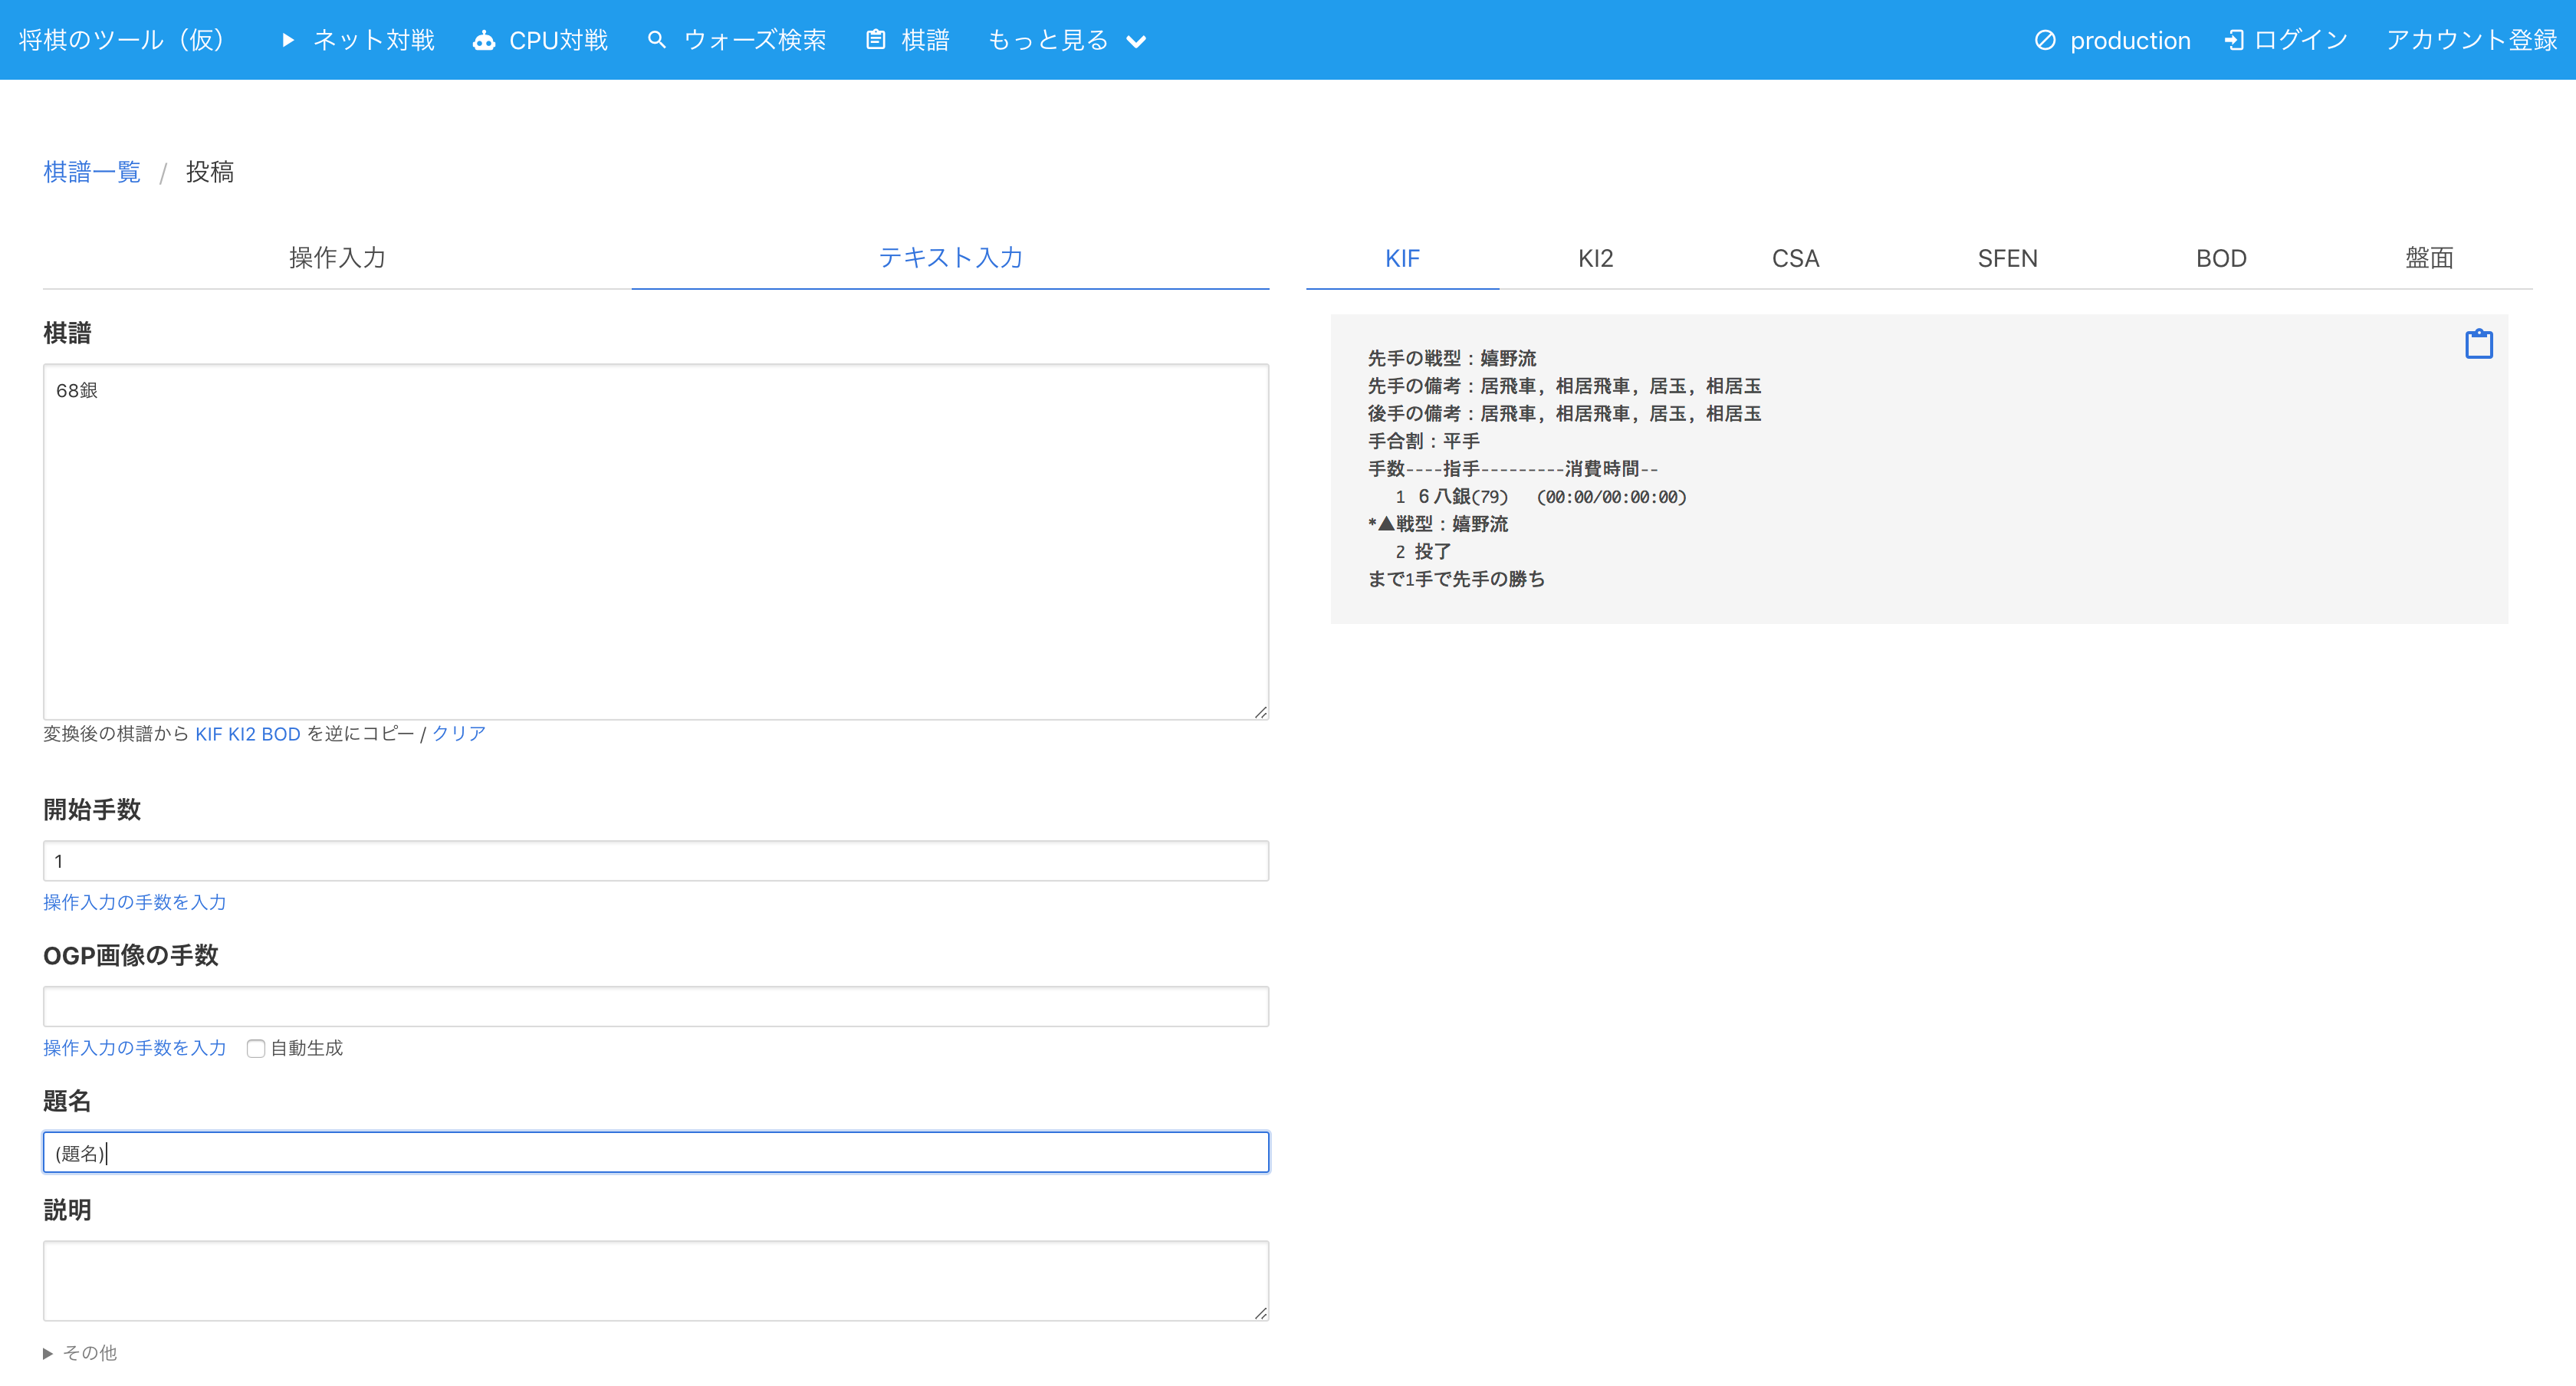 将棋のツール（仮） ネット対戦 CPU対戦 ウォーズ検索 棋譜 もっと見る production ログイン アカウント登録
棋譜一覧 / 投稿
操作入力 テキスト入力
棋譜
68銀
変換後の棋譜から KIF KI2 BOD を逆にコピー / クリア
開始手数
1
操作入力の手数を入力
OGP画像の手数
操作入力の手数を入力 自動生成
題名
(題名)
説明
その他
KIF KI2 CSA SFEN BOD 盤面
先手の戦型：嬉野流
先手の備考：居飛車, 相居飛車, 居玉, 相居玉
後手の備考：居飛車, 相居飛車, 居玉, 相居玉
手合割：平手
手数----指手---------消費時間--
1 ６八銀(79) (00:00/00:00:00)
*▲戦型：嬉野流
2 投了
まで1手で先手の勝ち